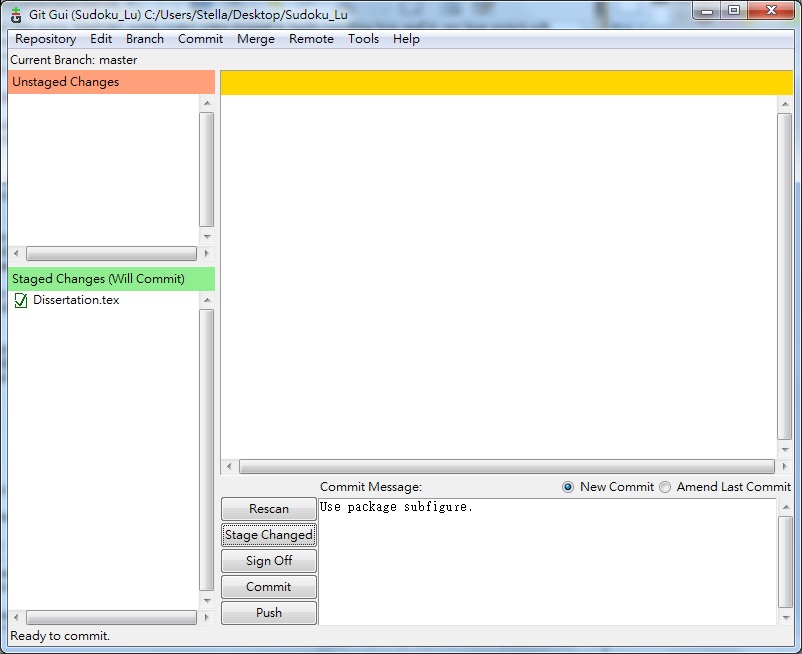 Git Gui (Sudoku_Lu) C:/Users/Stella/Desktop/Sudoku_Lu
Repository Edit Branch Commit Merge Remote Tools Help
Current Branch: master
Unstaged Changes
Staged Changes (Will Commit)
Dissertation.tex
Commit Message: New Commit Amend Last Commit
Rescan
Use package subfigure.
Stage Changed
Sign Off
Commit
Push
Ready to commit.